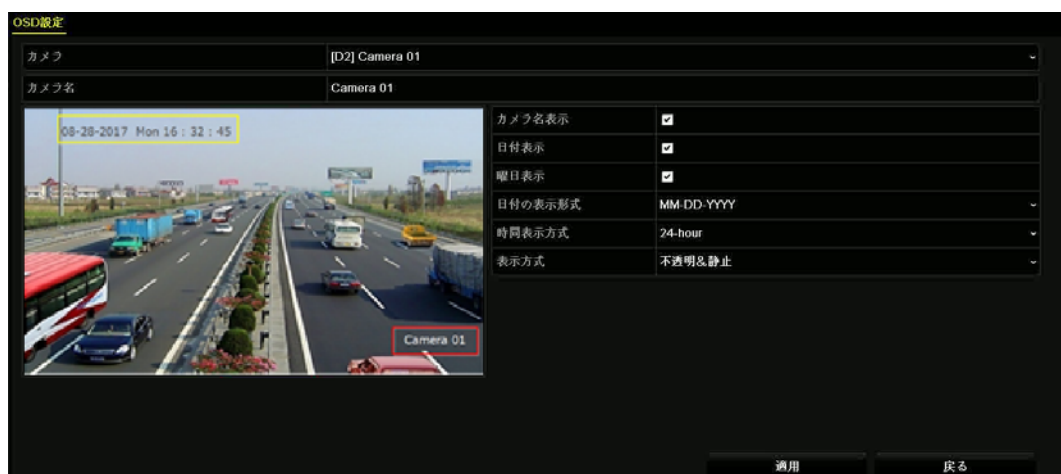 OSD設定
カメラ [D2] Camera 01
カメラ名 Camera 01
08-28-2017 Mon 16 : 32 : 45
Camera 01
カメラ名表示
日付表示
曜日表示
日付の表示形式 MM-DD-YYYY
時間表示方式 24-hour
表示方式 不透明&静止
適用 戻る